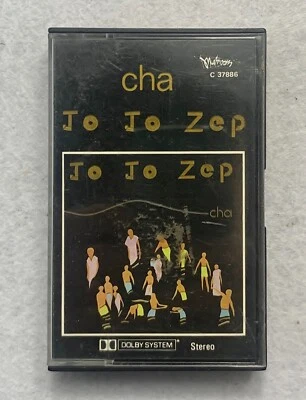 Mushroom
C 37886
cha
Jo Jo Zep
Jo Jo Zep
cha
DOLBY SYSTEM
Stereo